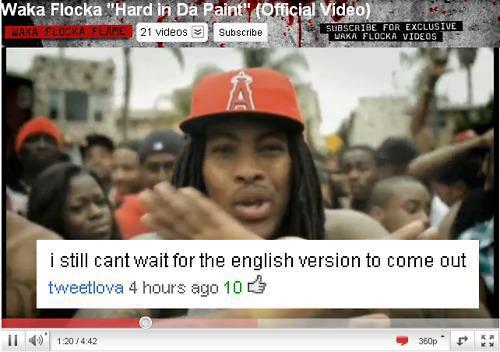 Waka Flocka "Hard in Da Paint" (Official Video)
WAKA FLOCKA FLAME 21 videos Subscribe
SUBSCRIBE FOR EXCLUSIVE
WAKA FLOCKA VIDEOS
A
i still cant wait for the english version to come out
tweetlova 4 hours ago 10
1:20 / 4:42 360p